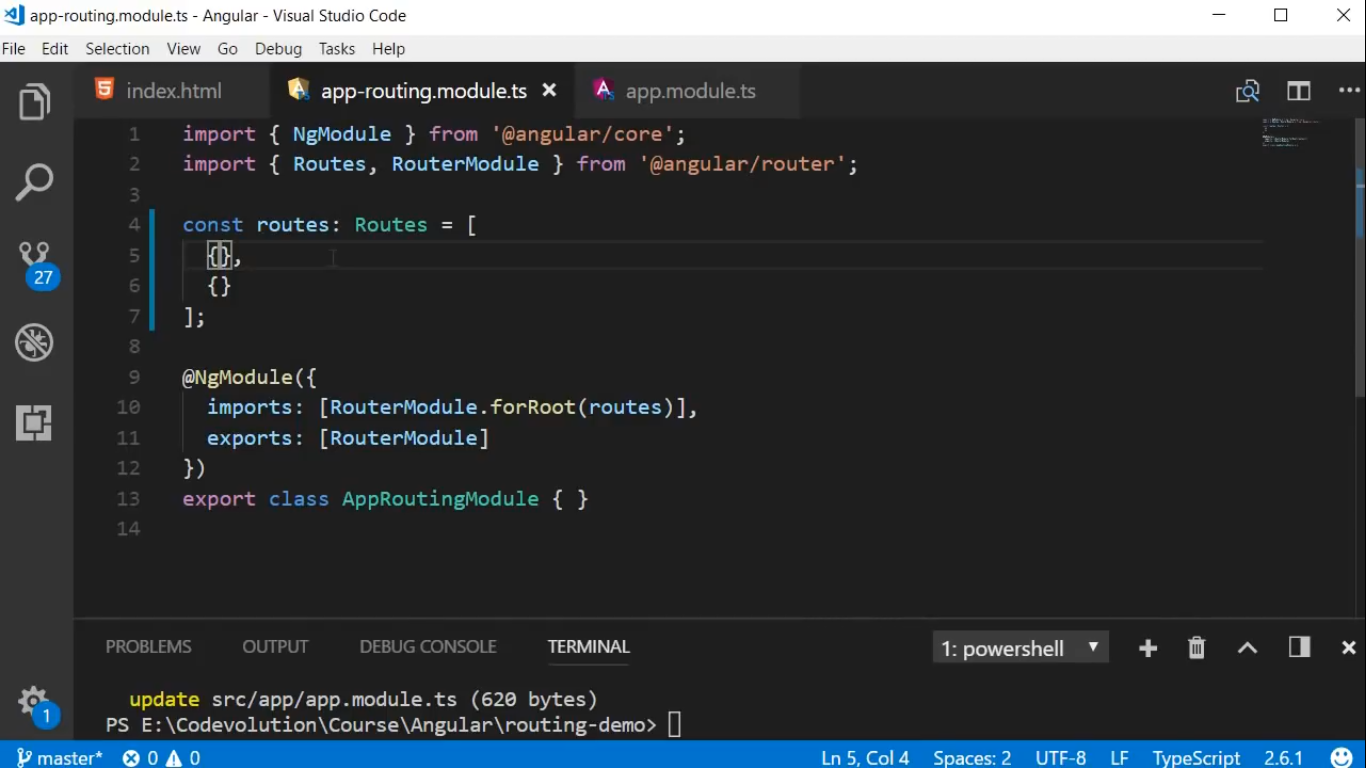 app-routing.module.ts - Angular - Visual Studio Code
File Edit Selection View Go Debug Tasks Help
index.html app-routing.module.ts app.module.ts
1 import { NgModule } from '@angular/core';
2 import { Routes, RouterModule } from '@angular/router';
3
4 const routes: Routes = [
5 {},
6 {}
7 ];
8
9 @NgModule({
10 imports: [RouterModule.forRoot(routes)],
11 exports: [RouterModule]
12 })
13 export class AppRoutingModule { }
14
27
PROBLEMS OUTPUT DEBUG CONSOLE TERMINAL 1: powershell
update src/app/app.module.ts (620 bytes)
PS E:\Codevolution\Course\Angular\routing-demo>
1
master* 0 0 Ln 5, Col 4 Spaces: 2 UTF-8 LF TypeScript 2.6.1